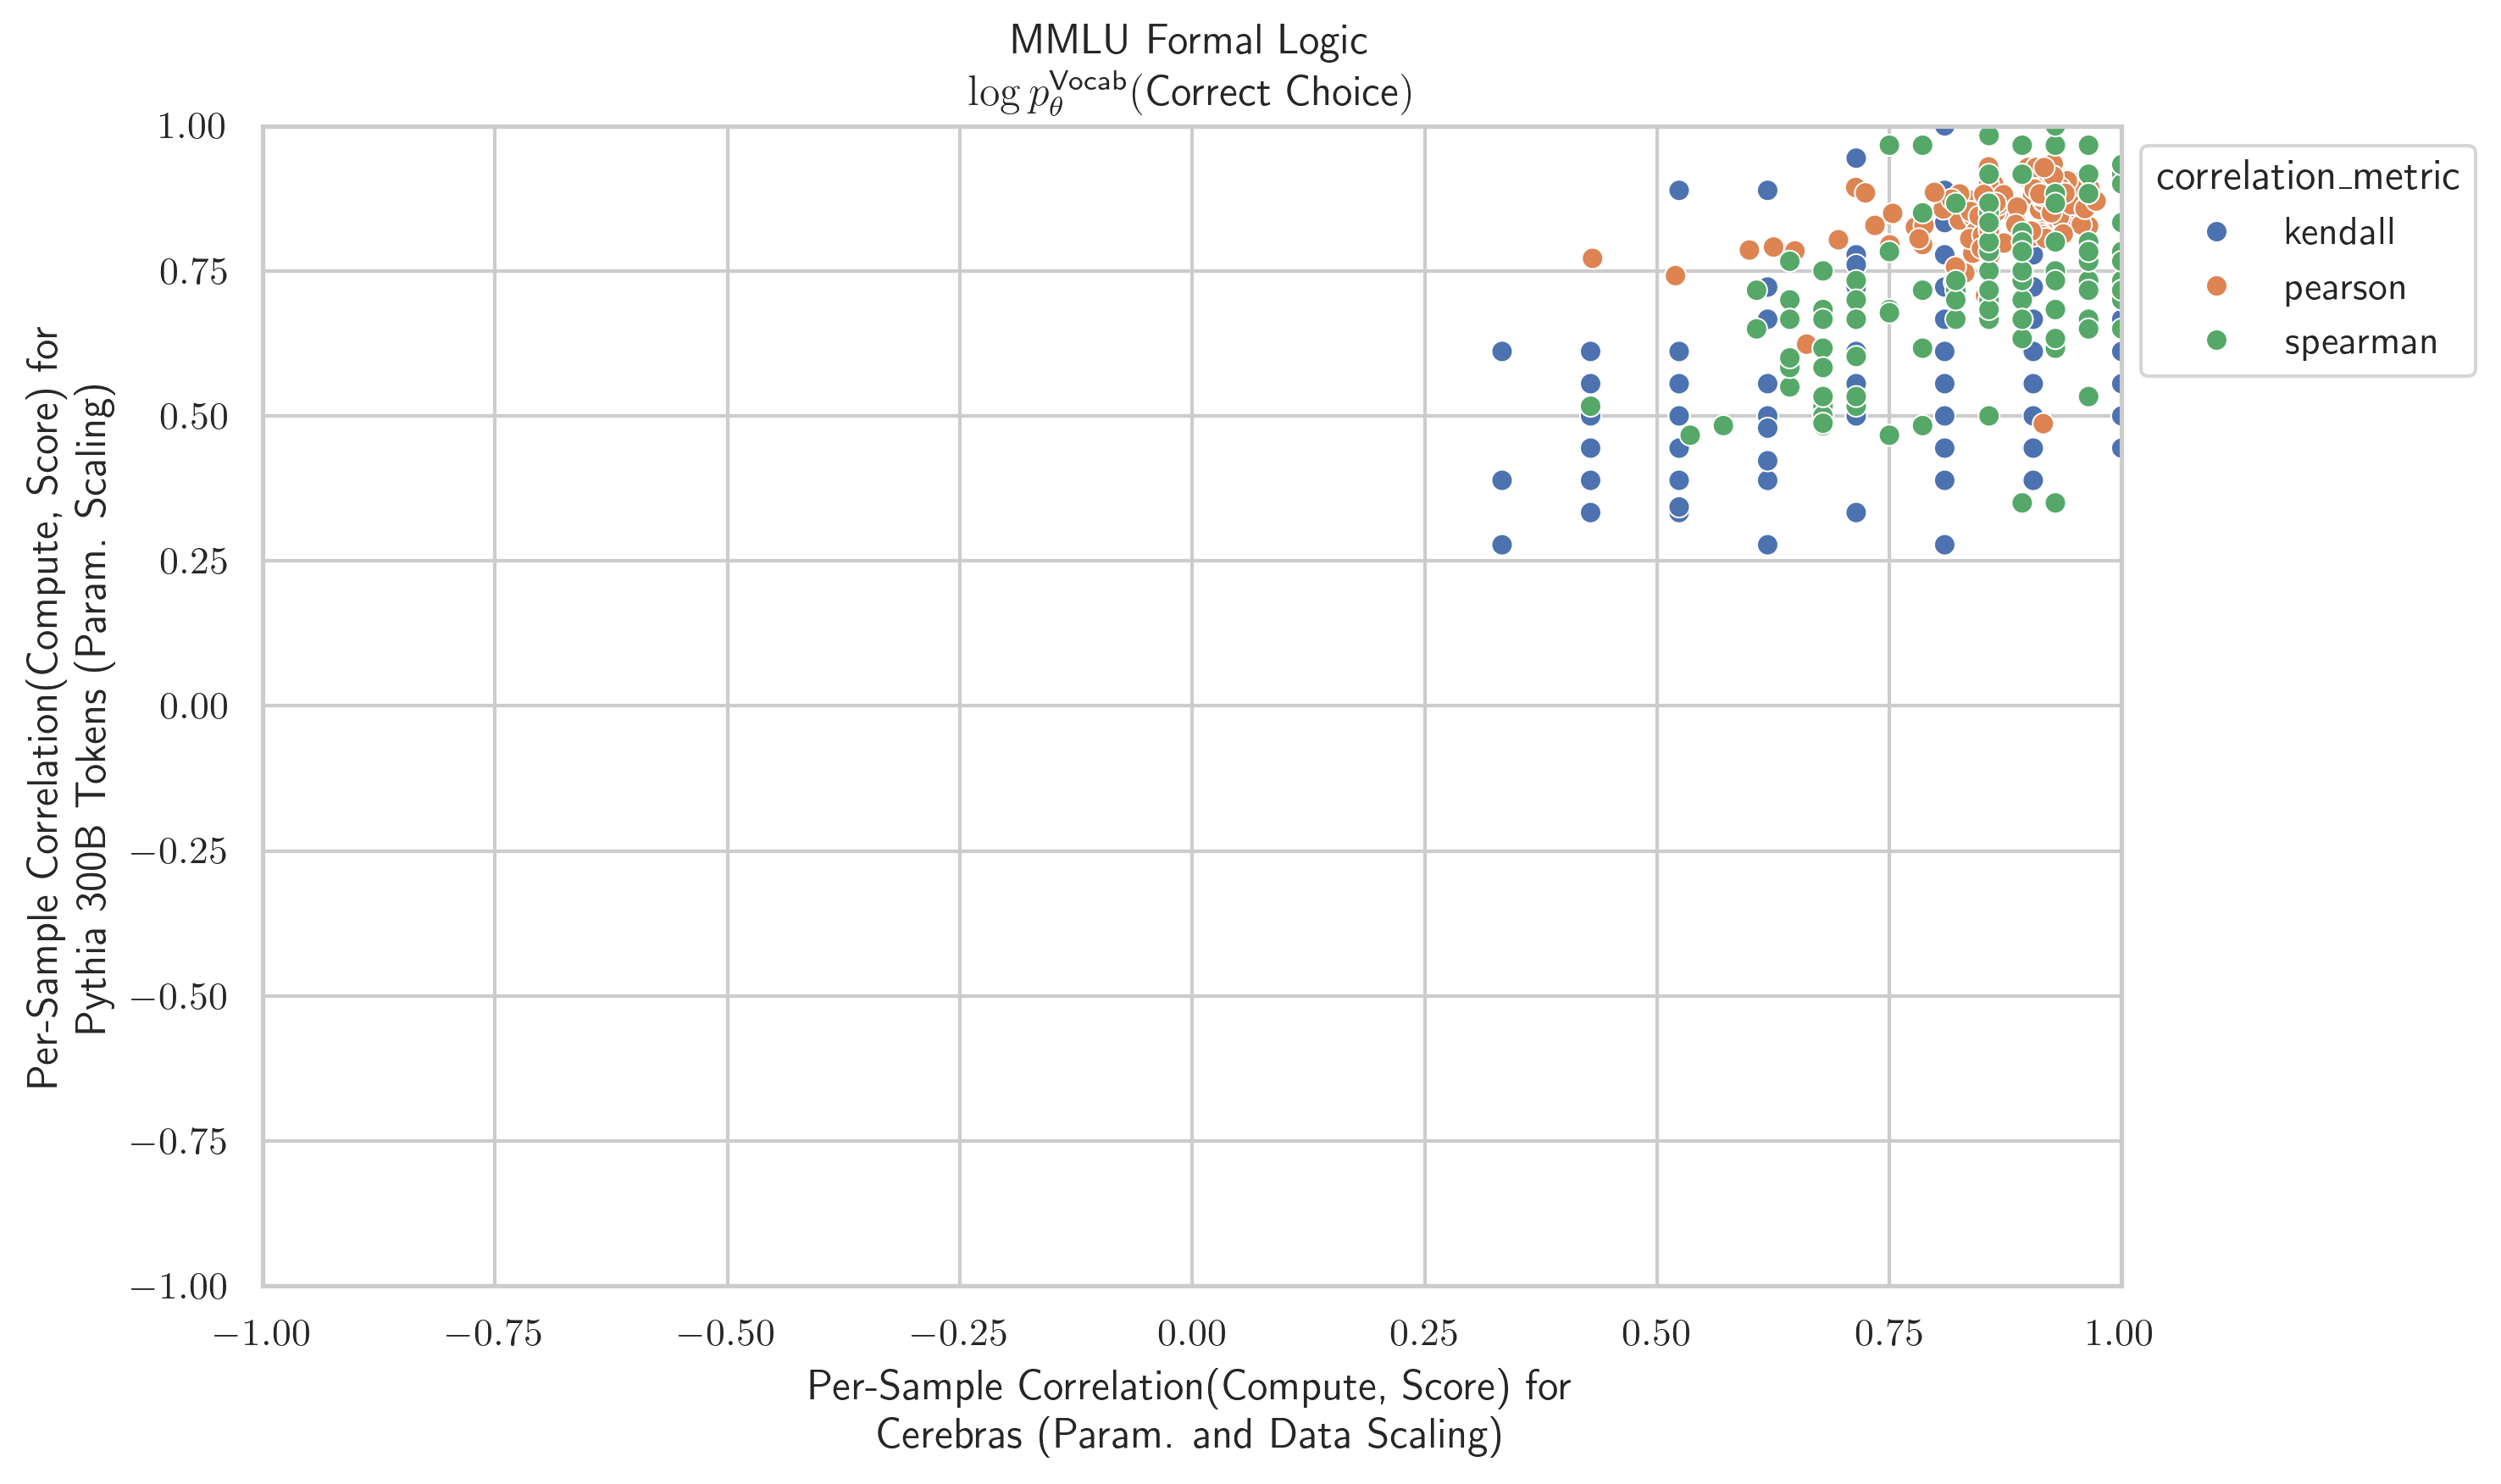 MMLU Formal Logic
log p_θ^Vocab(Correct Choice)
Per-Sample Correlation(Compute, Score) for
Pythia 300B Tokens (Param. Scaling)
1.00
0.75
0.50
0.25
0.00
−0.25
−0.50
−0.75
−1.00
correlation_metric
kendall
pearson
spearman
−1.00 −0.75 −0.50 −0.25 0.00 0.25 0.50 0.75 1.00
Per-Sample Correlation(Compute, Score) for
Cerebras (Param. and Data Scaling)